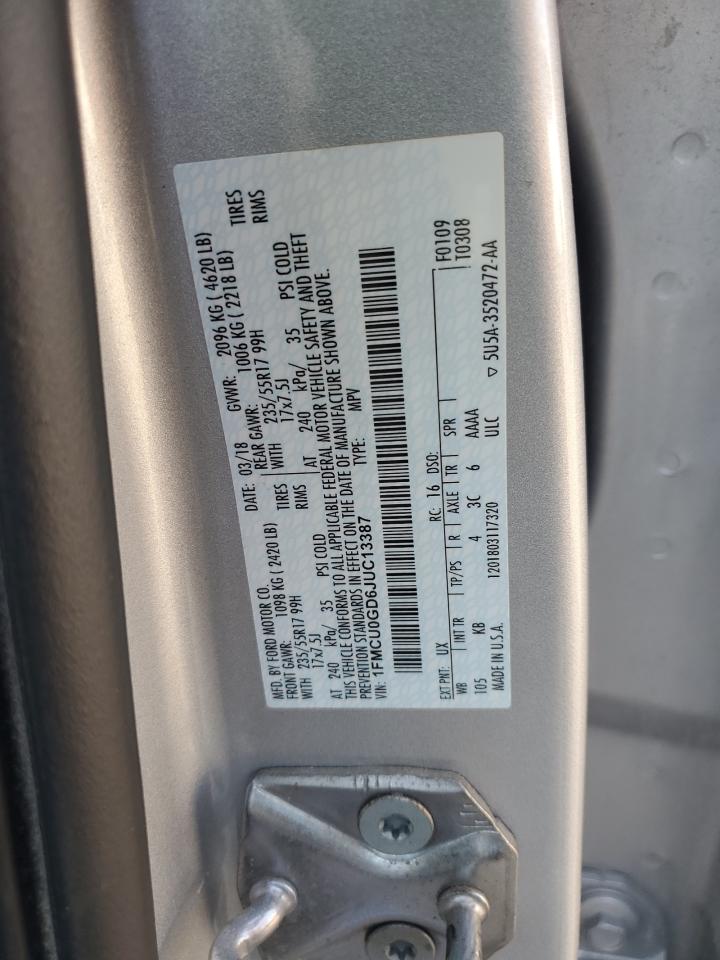 MFD. BY FORD MOTOR CO.
DATE: 03/18
GVWR: 2096 KG ( 4620 LB)
FRONT GAWR: 1098 KG ( 2420 LB)
REAR GAWR: 1006 KG ( 2218 LB)
WITH 235/55R17 99H TIRES
WITH 235/55R17 99H TIRES
17x7.5J RIMS
17x7.5J RIMS
AT 240 kPa/ 35 PSI COLD
AT 240 kPa/ 35 PSI COLD
THIS VEHICLE CONFORMS TO ALL APPLICABLE FEDERAL MOTOR VEHICLE SAFETY AND THEFT
PREVENTION STANDARDS IN EFFECT ON THE DATE OF MANUFACTURE SHOWN ABOVE.
VIN: 1FMCU0GD6JUC13387
TYPE: MPV
F0109
T0308
EXT PNT: UX RC: 16 DSO:
WB INT TR TP/PS R AXLE TR SPR
105 KB 4 3C 6 AAAA
MADE IN U.S.A. 1201803117320 ULC
▽ 5U5A-3520472-AA